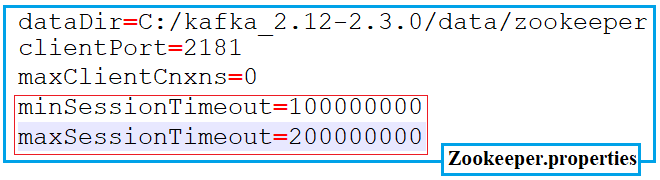 dataDir=C:/kafka_2.12-2.3.0/data/zookeeper
clientPort=2181
maxClientCnxns=0
minSessionTimeout=100000000
maxSessionTimeout=200000000
Zookeeper.properties